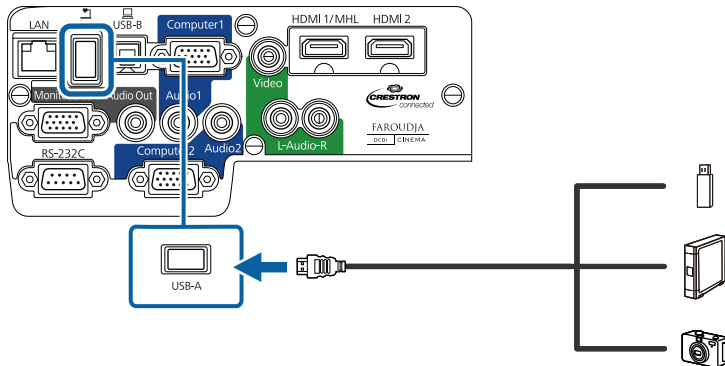 LAN
USB-B
Computer1
HDMI 1/MHL
HDMI 2
Video
Audio Out
Audio1
CRESTRON
connected
FAROUDJA
DCDi CINEMA
RS-232C
Computer2
Audio2
L-Audio-R
USB-A